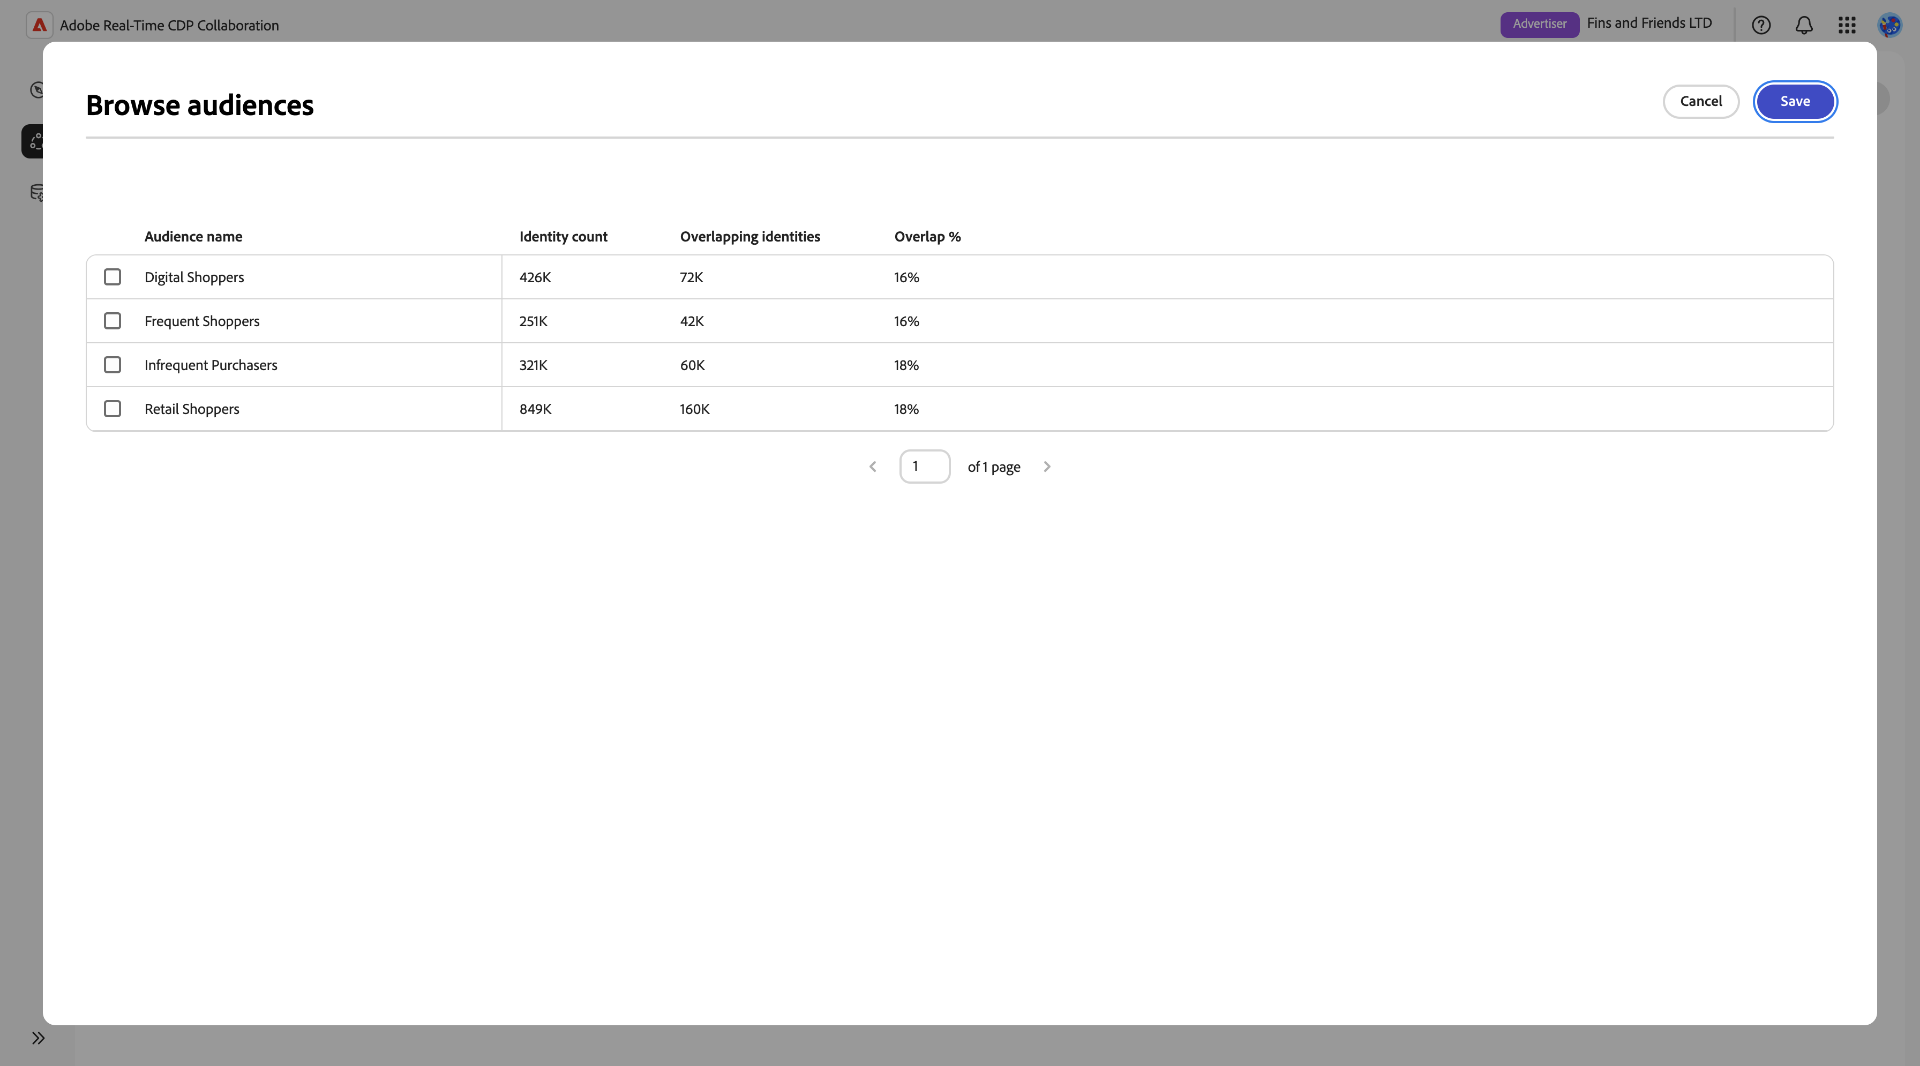 Adobe Real-Time CDP Collaboration
Advertiser
Fins and Friends LTD
Browse audiences
Cancel
Save
Audience name Identity count Overlapping identities Overlap %
Digital Shoppers 426K 72K 16%
Frequent Shoppers 251K 42K 16%
Infrequent Purchasers 321K 60K 18%
Retail Shoppers 849K 160K 18%
1 of 1 page